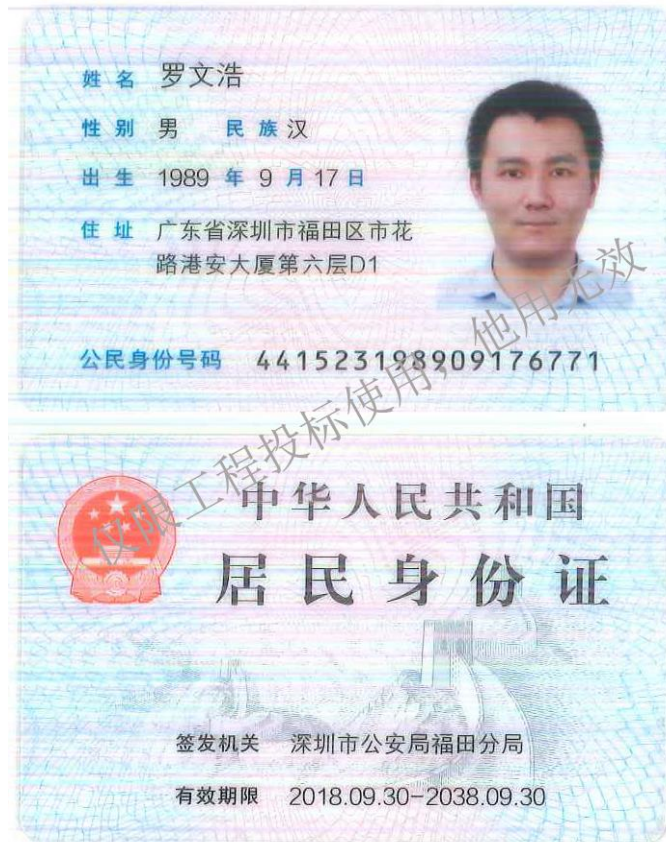 姓名 罗文浩
性别 男 民族 汉
出生 1989 年 9 月 17 日
住址 广东省深圳市福田区市花
路港安大厦第六层D1
公民身份号码 441523198909176771
仅限工程投标使用，他用无效
中华人民共和国
居民身份证
签发机关 深圳市公安局福田分局
有效期限 2018.09.30-2038.09.30